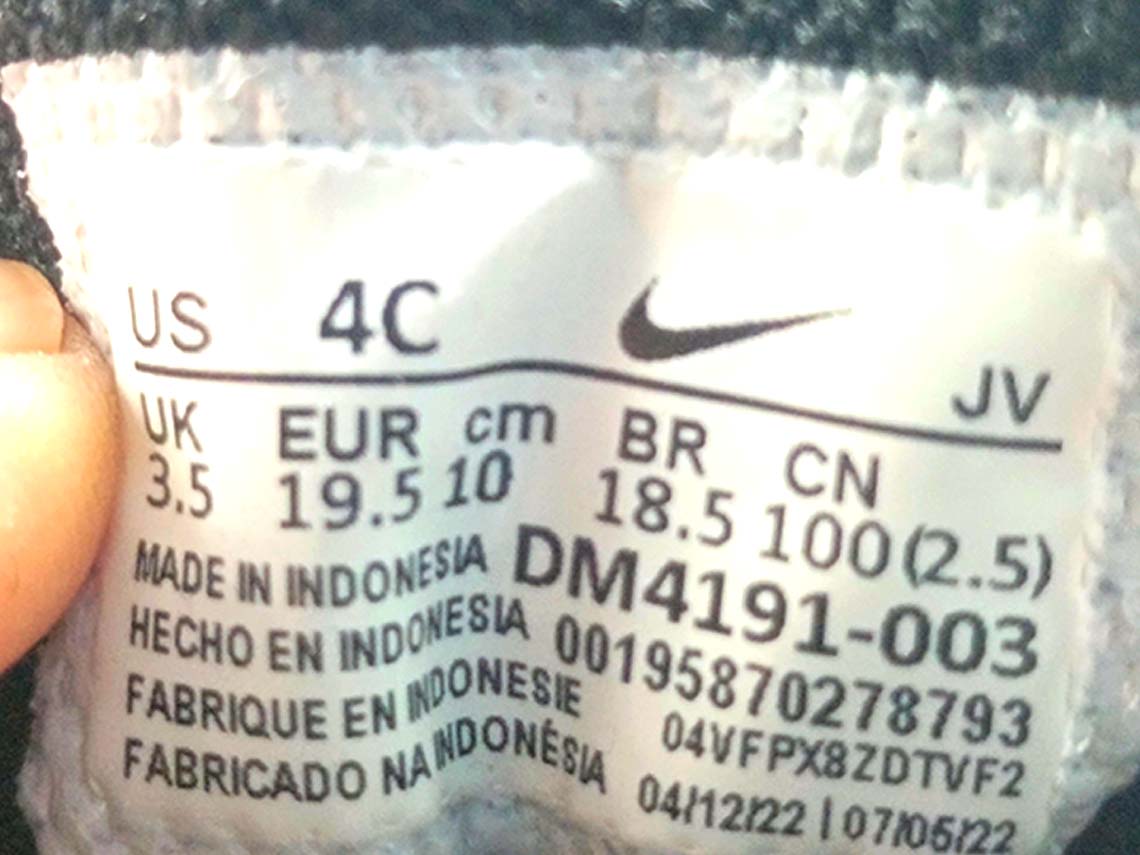 US 4C
JV
UK EUR cm BR CN
3.5 19.5 10 18.5 100(2.5)
MADE IN INDONESIA DM4191-003
HECHO EN INDONESIA 00195870278793
FABRIQUE EN INDONESIE 04VFPX8ZDTVF2
FABRICADO NA INDONÉSIA 04/12/22 | 07/05/22